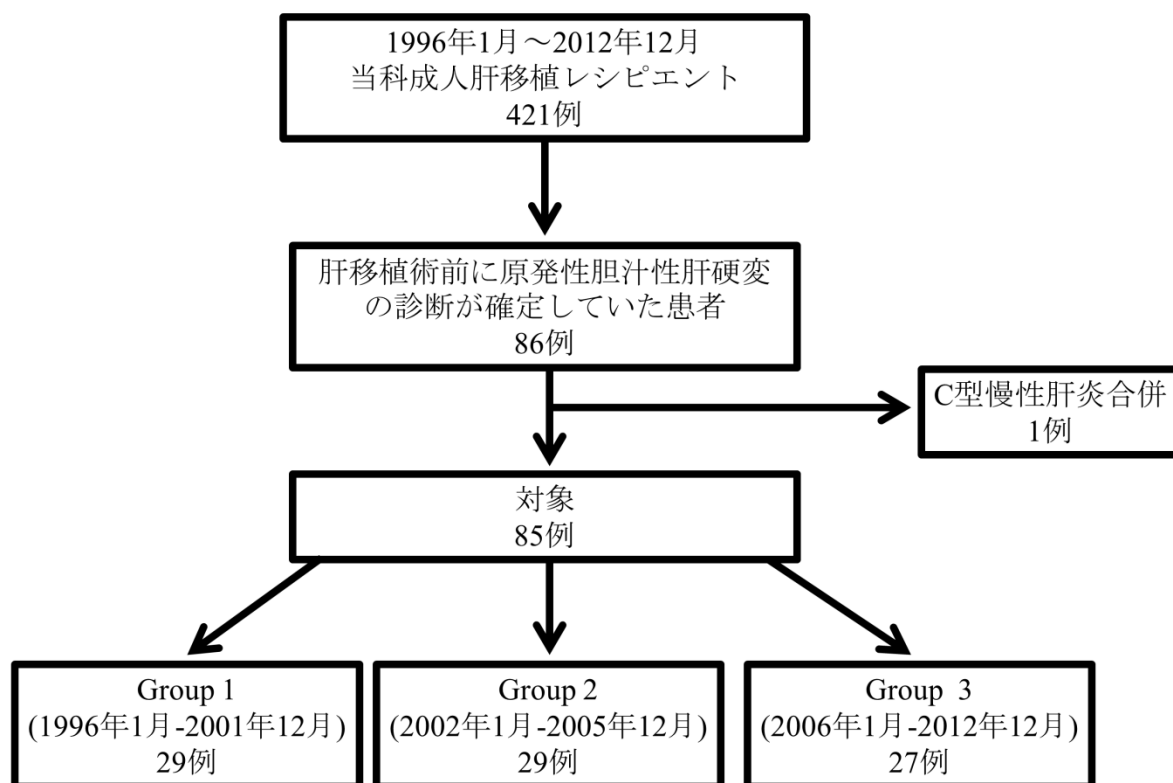 1996年1月～2012年12月
当科成人肝移植レシピエント
421例
肝移植術前に原発性胆汁性肝硬変
の診断が確定していた患者
86例
C型慢性肝炎合併
1例
対象
85例
Group 1
(1996年1月-2001年12月)
29例
Group 2
(2002年1月-2005年12月)
29例
Group 3
(2006年1月-2012年12月)
27例